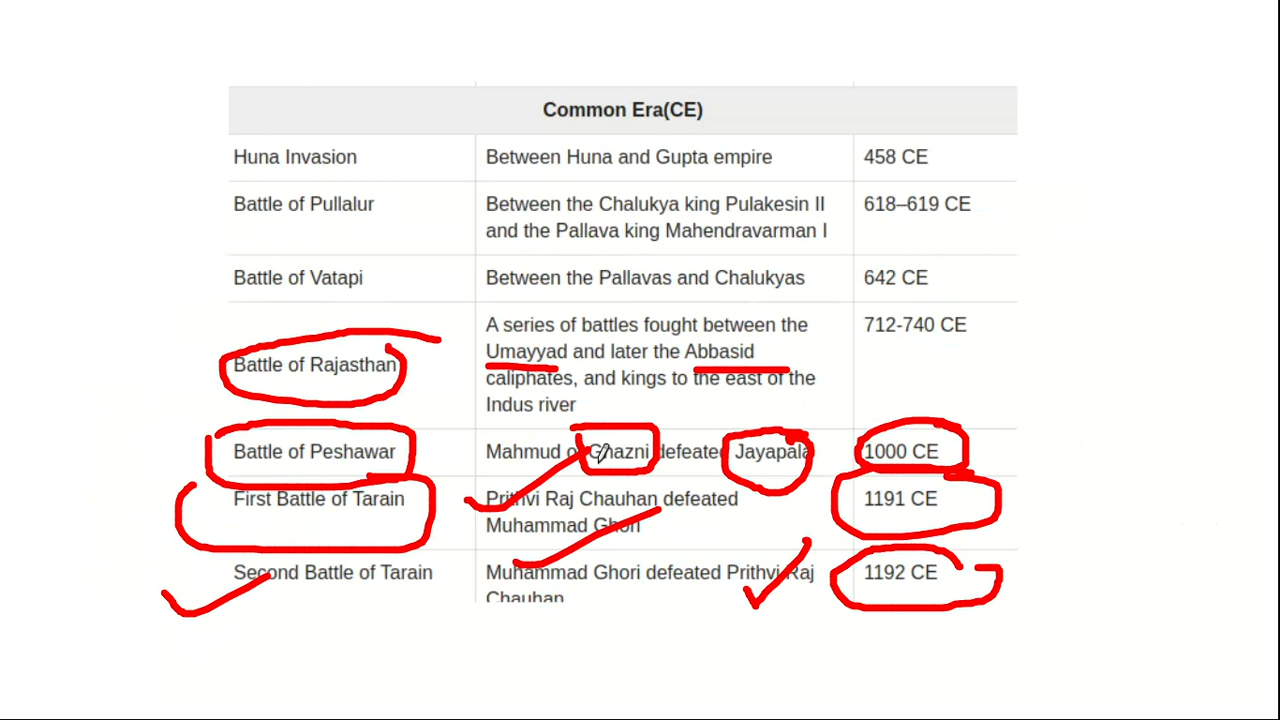 Common Era(CE)
Huna Invasion
Between Huna and Gupta empire
458 CE
Battle of Pullalur
Between the Chalukya king Pulakesin II
and the Pallava king Mahendravarman I
618–619 CE
Battle of Vatapi
Between the Pallavas and Chalukyas
642 CE
Battle of Rajasthan
A series of battles fought between the
Umayyad and later the Abbasid
caliphates, and kings to the east of the
Indus river
712-740 CE
Battle of Peshawar
Mahmud of Ghazni defeated Jayapala
1000 CE
First Battle of Tarain
Prithvi Raj Chauhan defeated
Muhammad Ghori
1191 CE
Second Battle of Tarain
Muhammad Ghori defeated Prithvi Raj
Chauhan
1192 CE